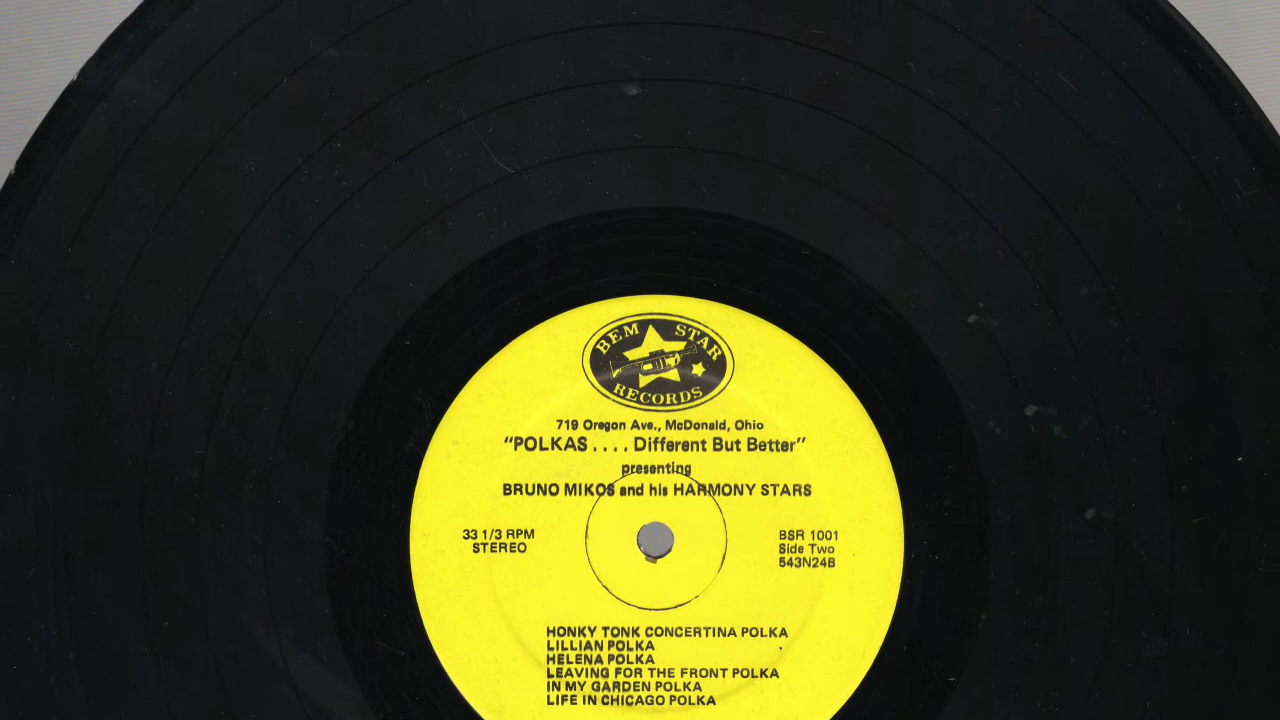 BEM STAR
RECORDS
719 Oregon Ave., McDonald, Ohio
"POLKAS . . . . Different But Better"
presenting
BRUNO MIKOS and his HARMONY STARS
33 1/3 RPM
STEREO
BSR 1001
Side Two
543N24B
HONKY TONK CONCERTINA POLKA
LILLIAN POLKA
HELENA POLKA
LEAVING FOR THE FRONT POLKA
IN MY GARDEN POLKA
LIFE IN CHICAGO POLKA